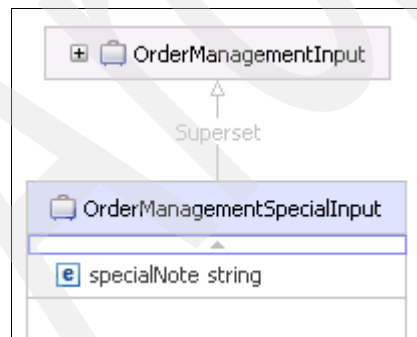 OrderManagementInput
Superset
OrderManagementSpecialInput
e specialNote string